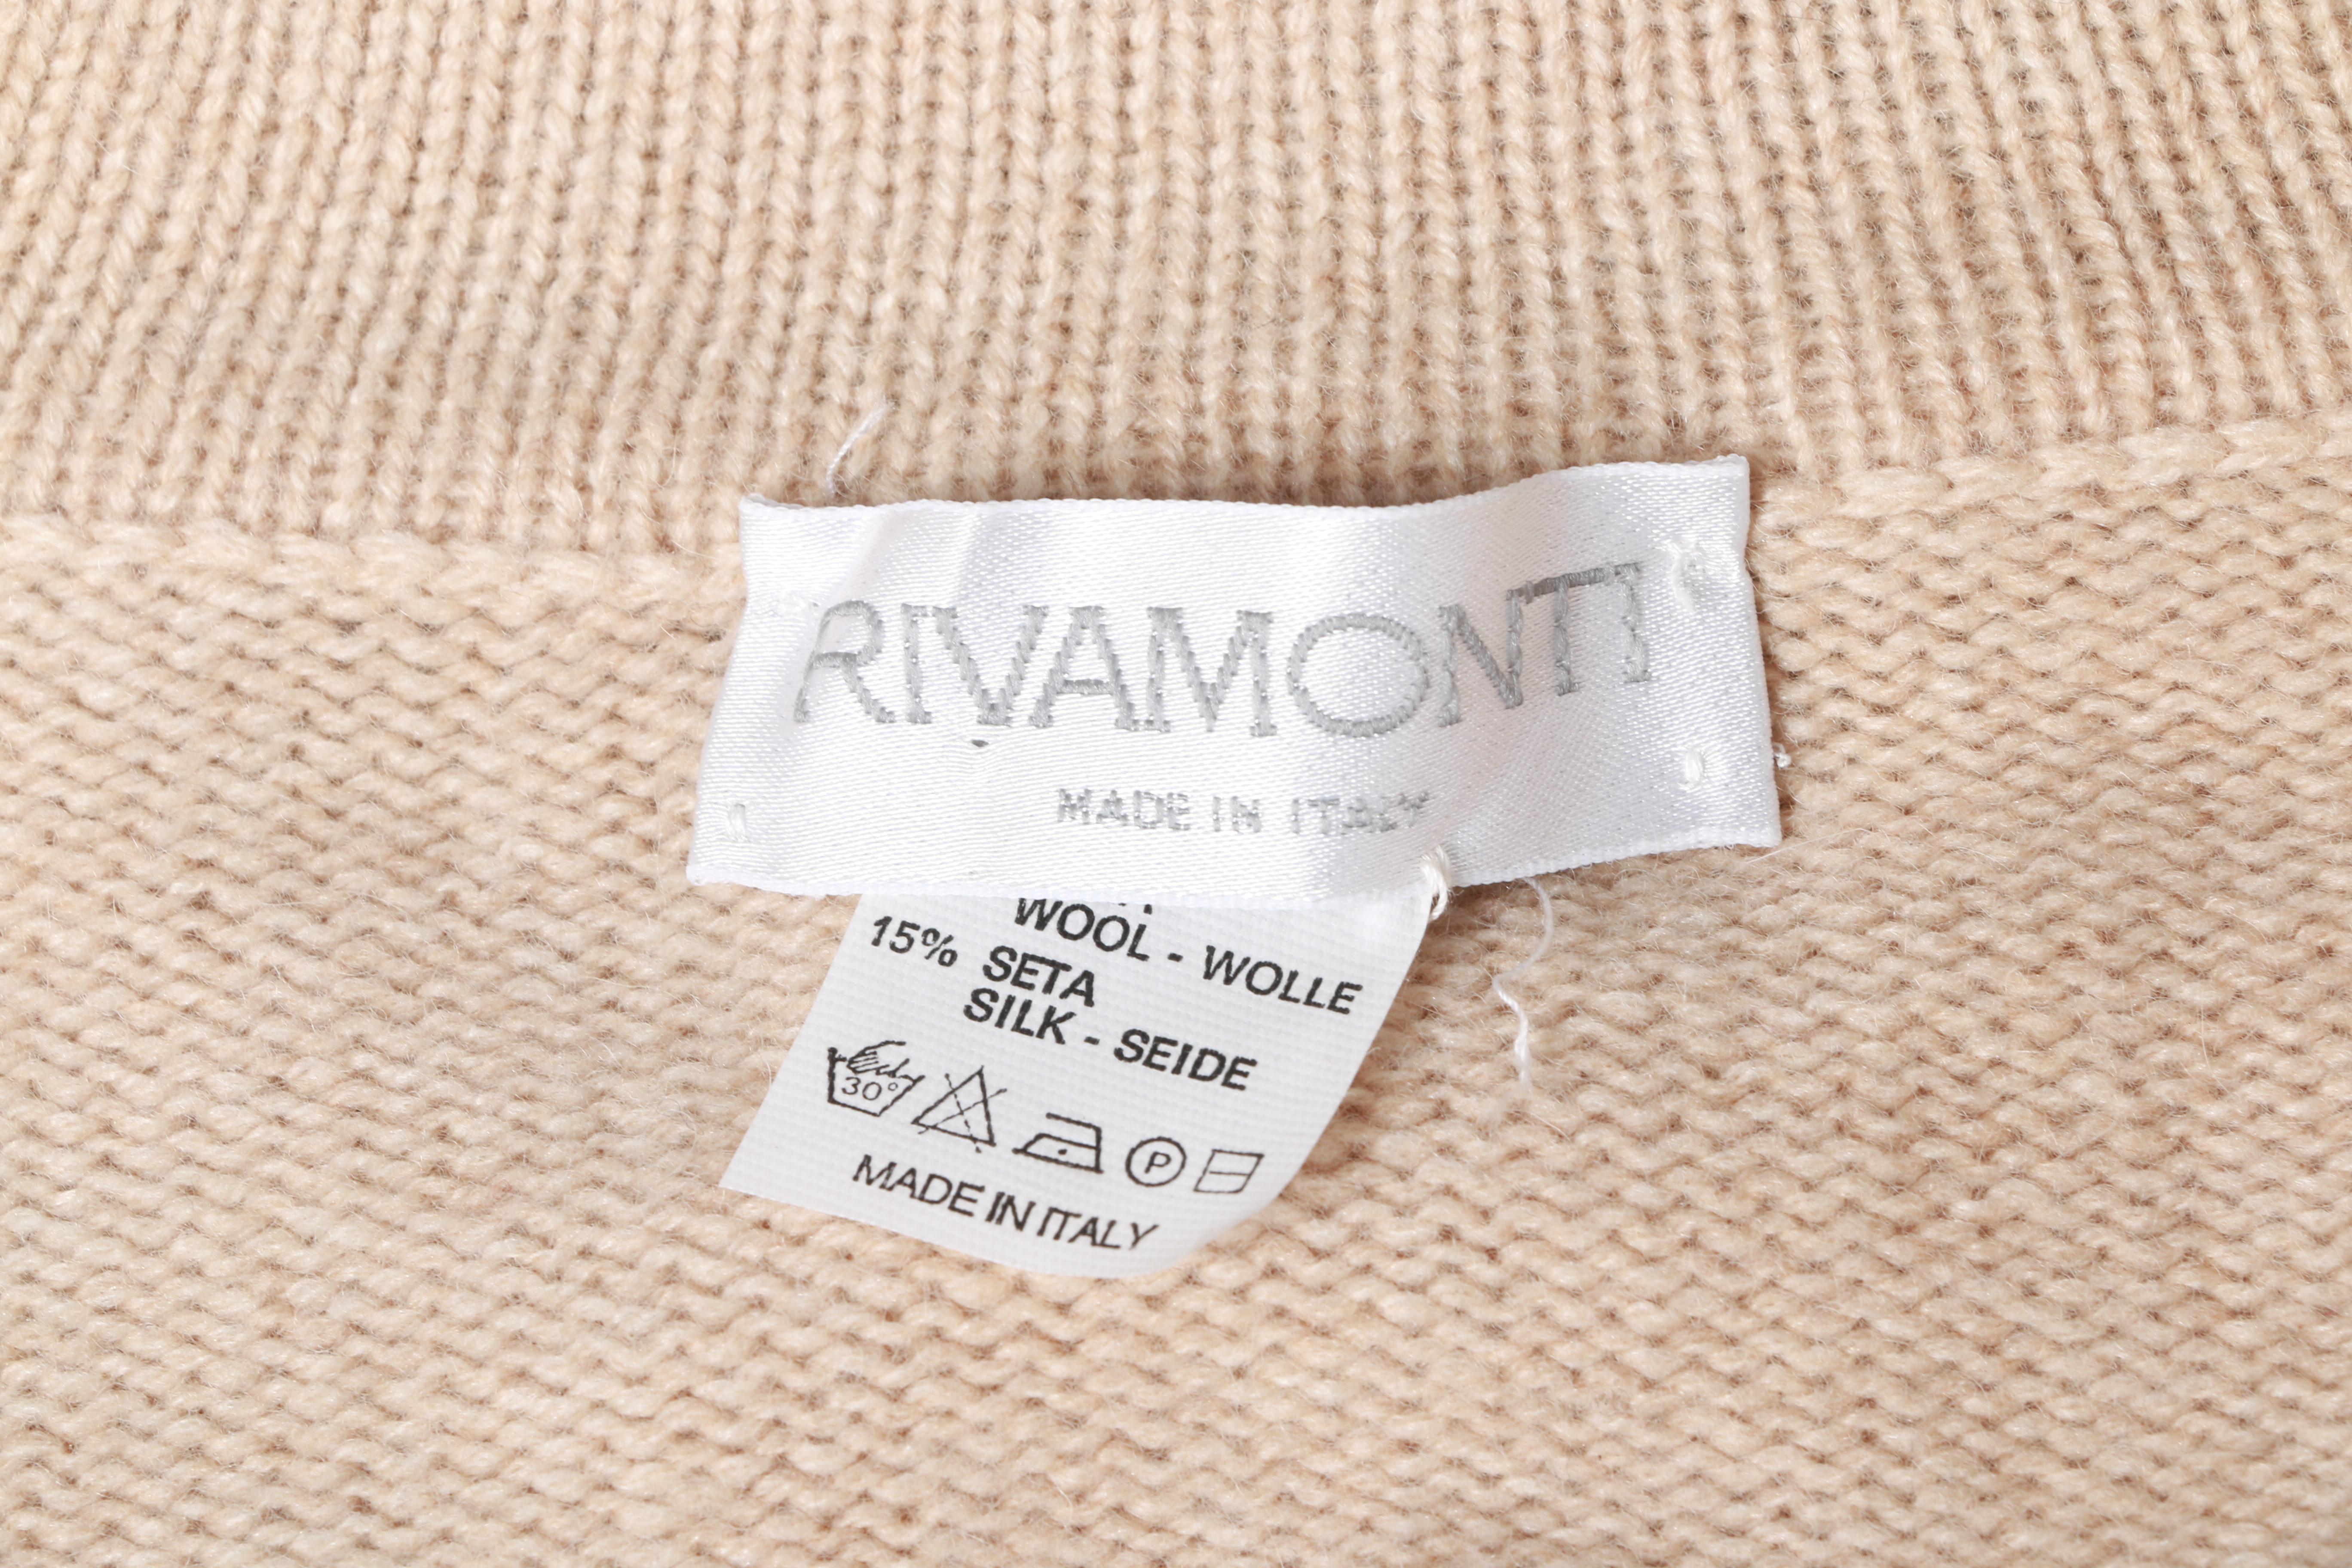 RIVAMONTI
MADE IN ITALY
WOOL - WOLLE
15% SETA
SILK - SEIDE
30°
P
MADE IN ITALY